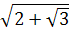 √(2 + √3)